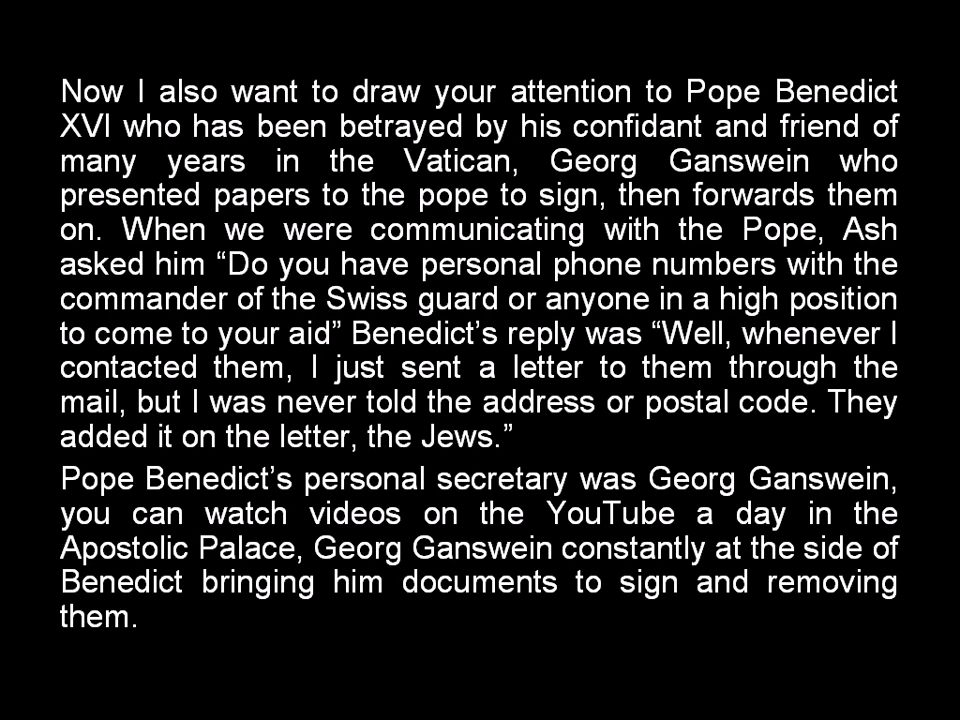 Now I also want to draw your attention to Pope Benedict
XVI who has been betrayed by his confidant and friend of
many years in the Vatican, Georg Ganswein who
presented papers to the pope to sign, then forwards them
on. When we were communicating with the Pope, Ash
asked him “Do you have personal phone numbers with the
commander of the Swiss guard or anyone in a high position
to come to your aid” Benedict’s reply was “Well, whenever I
contacted them, I just sent a letter to them through the
mail, but I was never told the address or postal code. They
added it on the letter, the Jews.”
Pope Benedict’s personal secretary was Georg Ganswein,
you can watch videos on the YouTube a day in the
Apostolic Palace, Georg Ganswein constantly at the side of
Benedict bringing him documents to sign and removing
them.